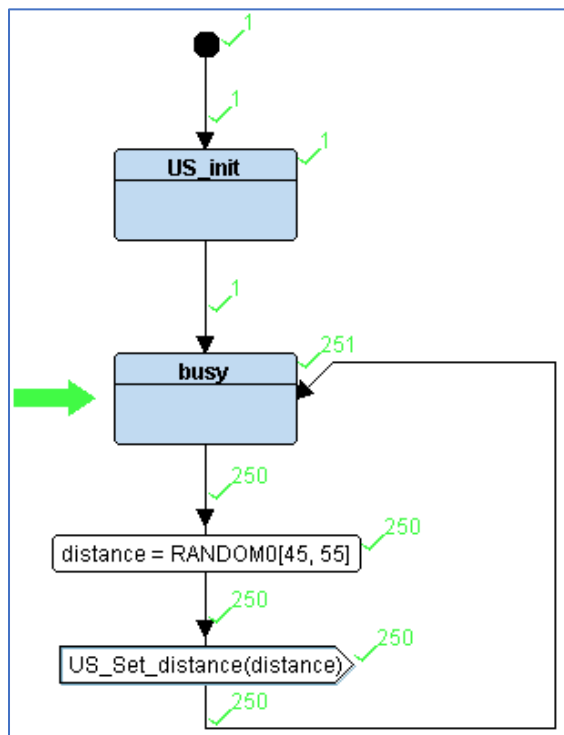 1
1
US_init
1
1
busy
251
250
distance = RANDOM0[45, 55]
250
250
US_Set_distance(distance)
250
250